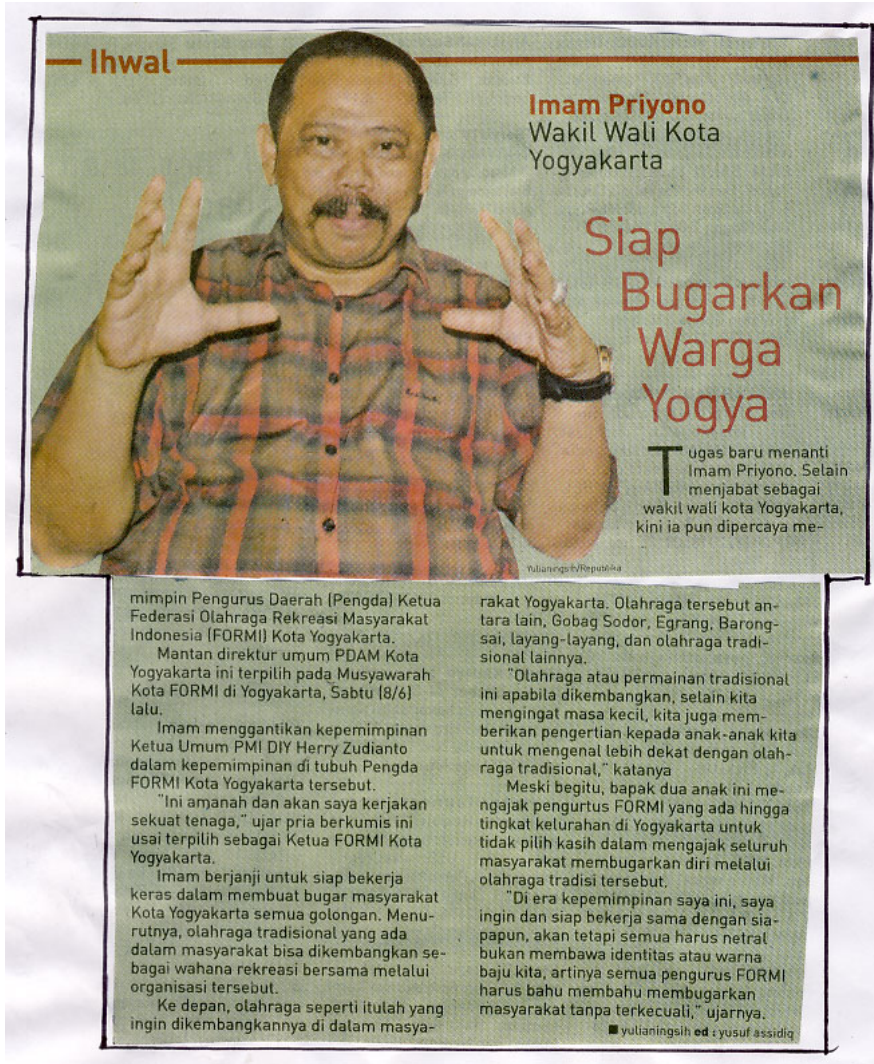 Ihwal
Imam Priyono
Wakil Wali Kota
Yogyakarta
Siap
Bugarkan
Warga
Yogya
Tugas baru menanti
Imam Priyono. Selain
menjabat sebagai
wakil wali kota Yogyakarta,
kini ia pun dipercaya me-
Yulianingsih/Republika
mimpin Pengurus Daerah (Pengda) Ketua
Federasi Olahraga Rekreasi Masyarakat
Indonesia (FORMI) Kota Yogyakarta.
Mantan direktur umum PDAM Kota
Yogyakarta ini terpilih pada Musyawarah
Kota FORMI di Yogyakarta, Sabtu (8/6)
lalu.
Imam menggantikan kepemimpinan
Ketua Umum PMI DIY Herry Zudianto
dalam kepemimpinan di tubuh Pengda
FORMI Kota Yogyakarta tersebut.
"Ini amanah dan akan saya kerjakan
sekuat tenaga," ujar pria berkumis ini
usai terpilih sebagai Ketua FORMI Kota
Yogyakarta.
Imam berjanji untuk siap bekerja
keras dalam membuat bugar masyarakat
Kota Yogyakarta semua golongan. Menu-
rutnya, olahraga tradisional yang ada
dalam masyarakat bisa dikembangkan se-
bagai wahana rekreasi bersama melalui
organisasi tersebut.
Ke depan, olahraga seperti itulah yang
ingin dikembangkannya di dalam masya-
rakat Yogyakarta. Olahraga tersebut an-
tara lain, Gobag Sodor, Egrang, Barong-
sai, layang-layang, dan olahraga tradi-
sional lainnya.
"Olahraga atau permainan tradisional
ini apabila dikembangkan, selain kita
mengingat masa kecil, kita juga mem-
berikan pengertian kepada anak-anak kita
untuk mengenal lebih dekat dengan olah-
raga tradisional," katanya
Meski begitu, bapak dua anak ini me-
ngajak pengurtus FORMI yang ada hingga
tingkat kelurahan di Yogyakarta untuk
tidak pilih kasih dalam mengajak seluruh
masyarakat membugarkan diri melalui
olahraga tradisi tersebut.
"Di era kepemimpinan saya ini, saya
ingin dan siap bekerja sama dengan sia-
papun, akan tetapi semua harus netral
bukan membawa identitas atau warna
baju kita, artinya semua pengurus FORMI
harus bahu membahu membugarkan
masyarakat tanpa terkecuali," ujarnya.
■ yulianingsih ed : yusuf assidiq